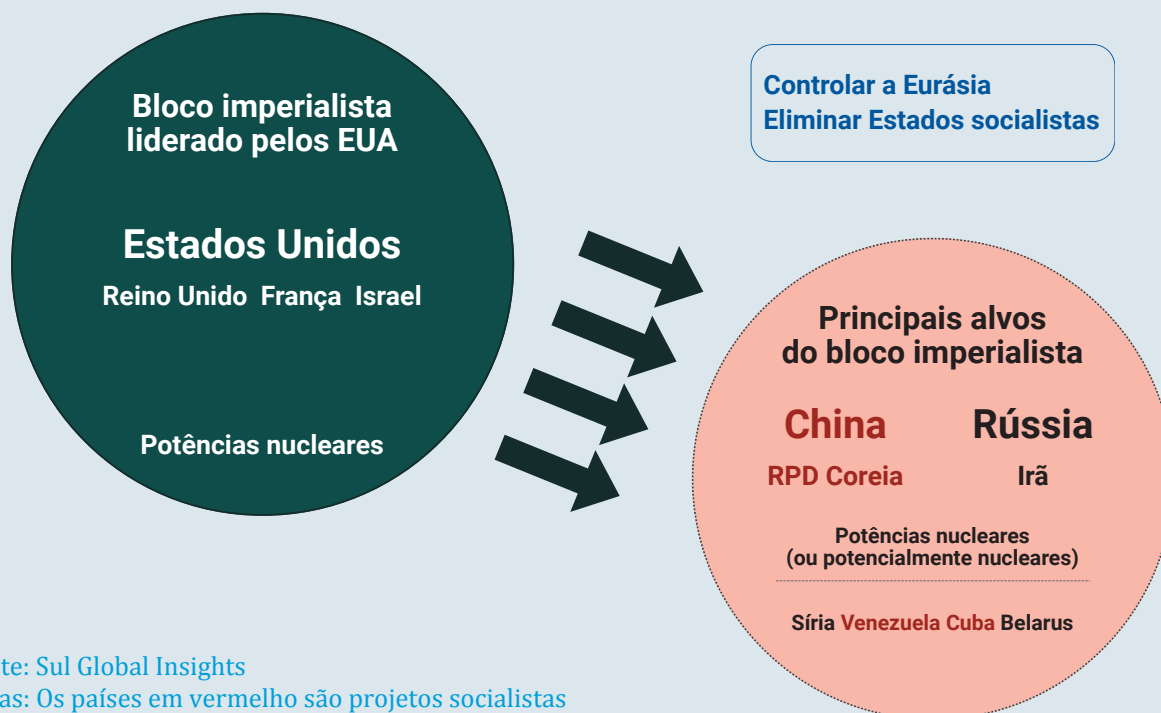 Bloco imperialista
liderado pelos EUA
Estados Unidos
Reino Unido França Israel
Potências nucleares
Controlar a Eurásia
Eliminar Estados socialistas
Principais alvos
do bloco imperialista
China Rússia
RPD Coreia Irã
Potências nucleares
(ou potencialmente nucleares)
Síria Venezuela Cuba Belarus
te: Sul Global Insights
as: Os países em vermelho são projetos socialistas